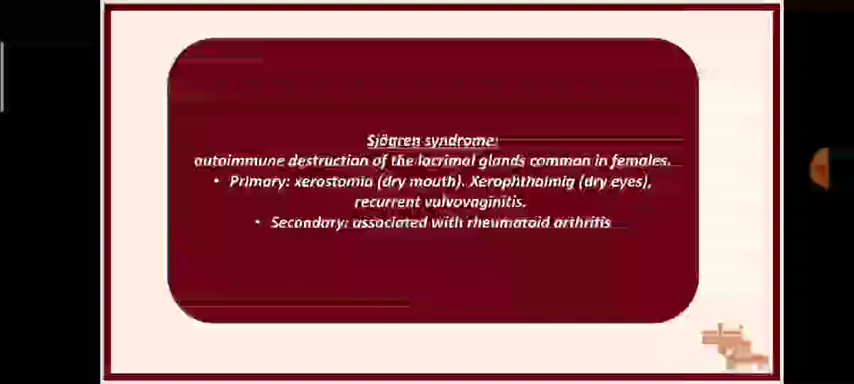 Sjögren syndrome:
autoimmune destruction of the lacrimal glands common in females.
• Primary: xerostomia (dry mouth). Xerophthalmig (dry eyes),
recurrent vulvovaginitis.
• Secondary: associated with rheumatoid arthritis